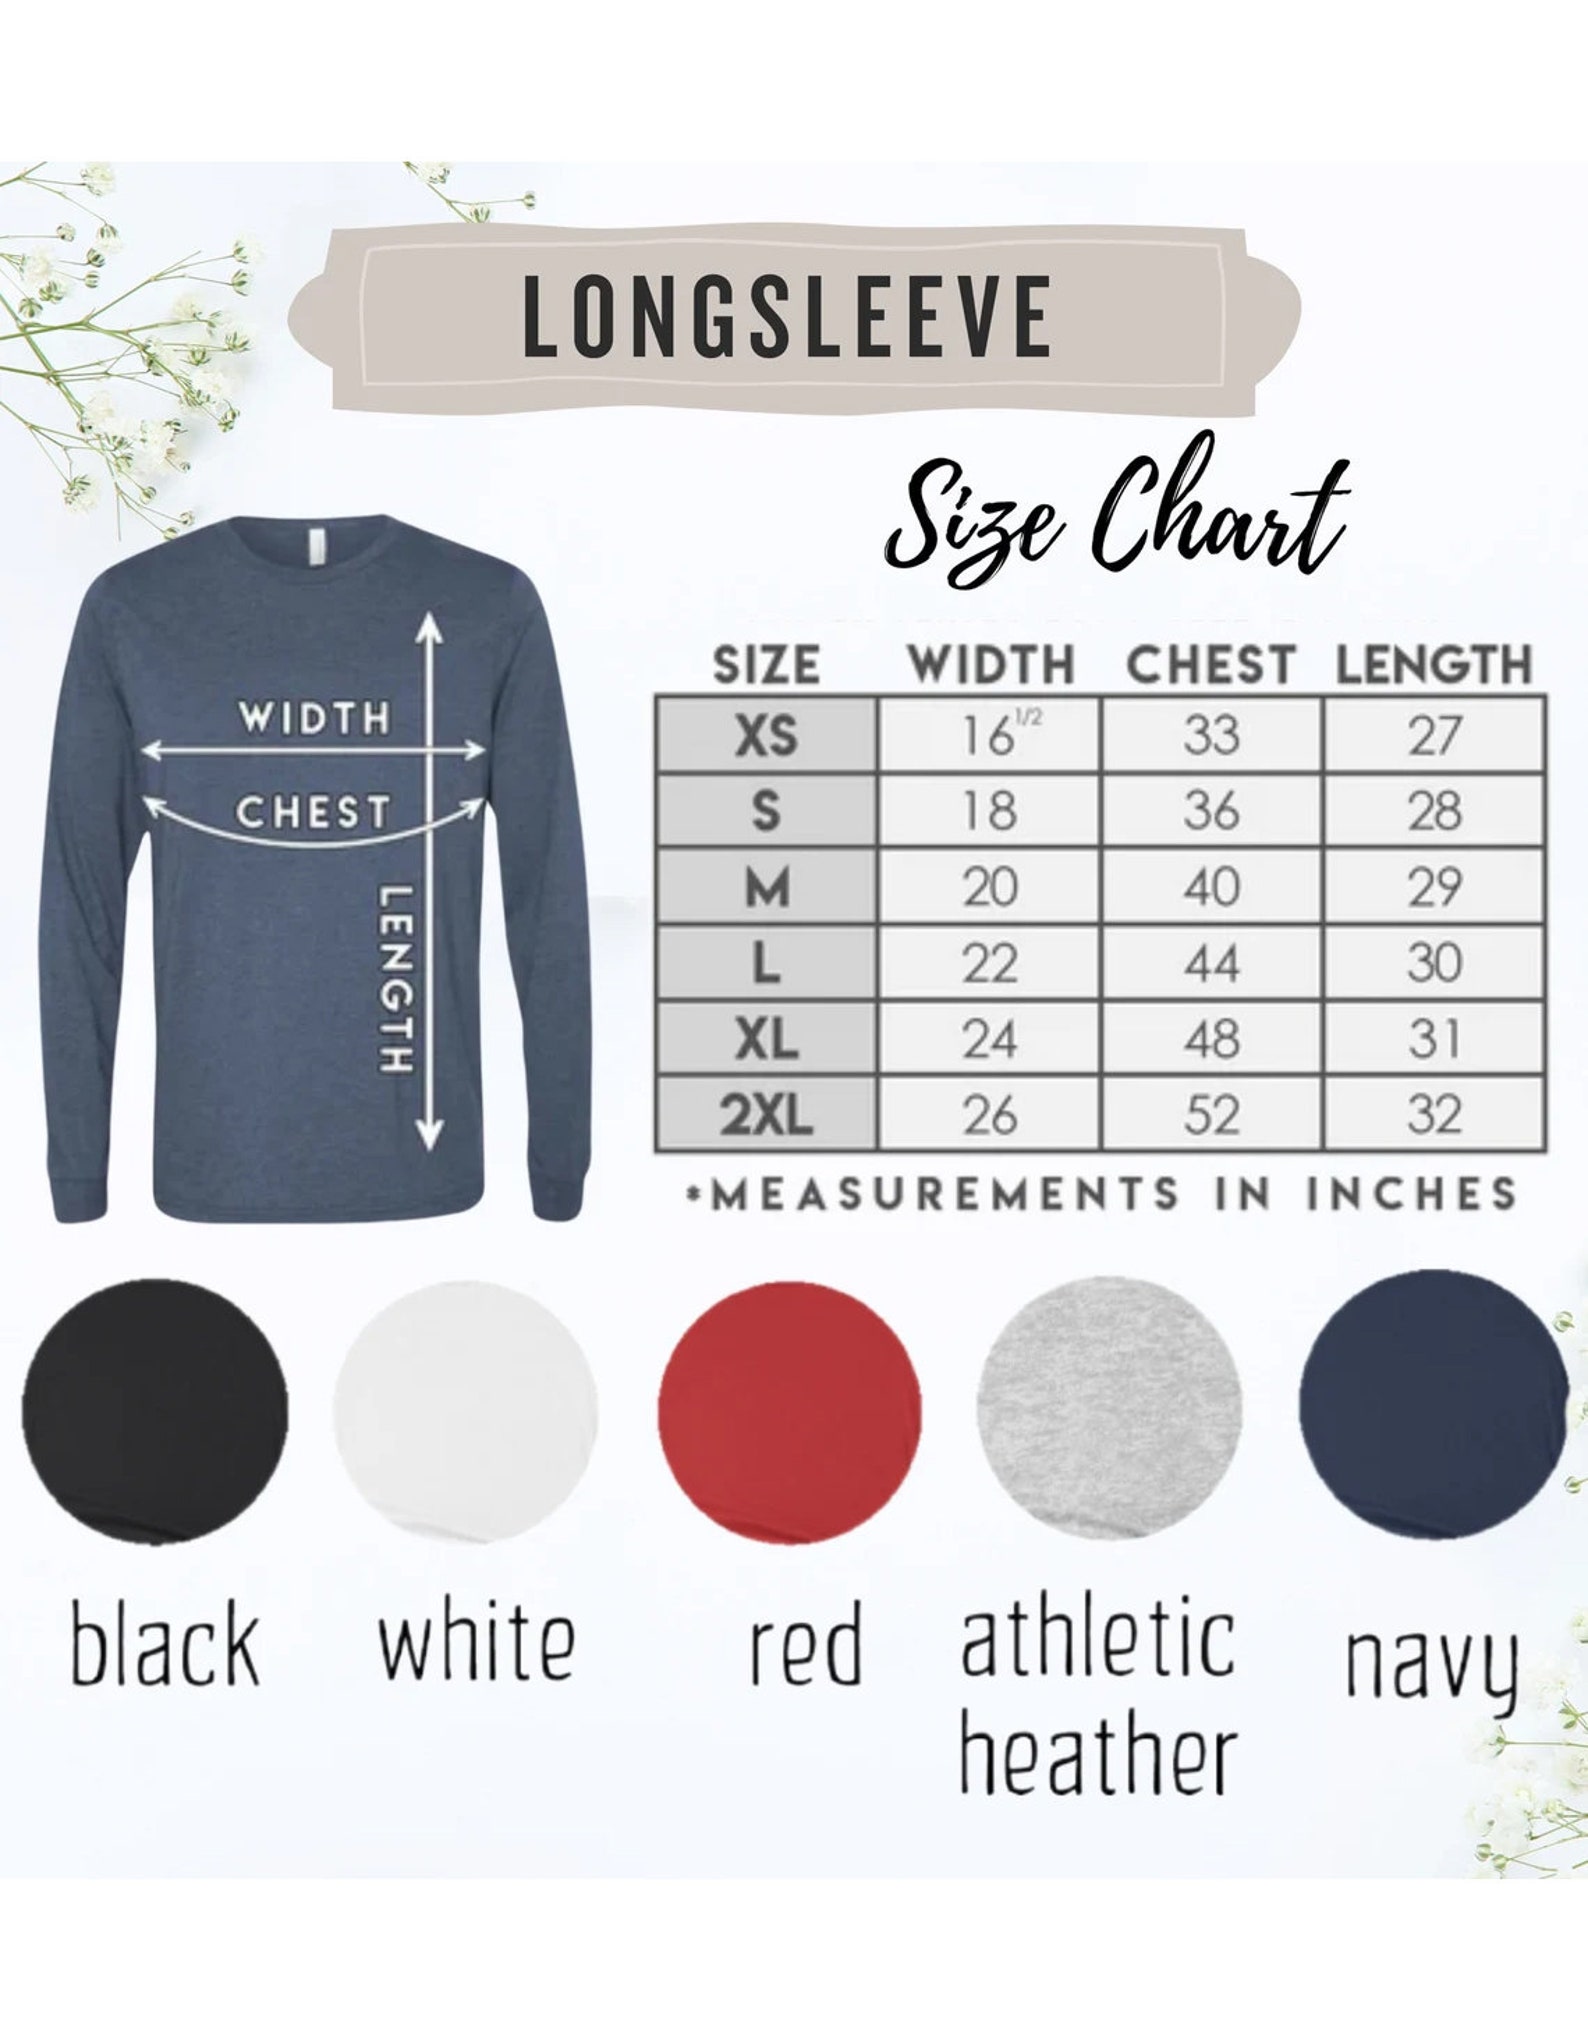 LONGSLEEVE
Size Chart
WIDTH
CHEST
LENGTH
SIZE WIDTH CHEST LENGTH
XS 16 1/2 33 27
S 18 36 28
M 20 40 29
L 22 44 30
XL 24 48 31
2XL 26 52 32
*MEASUREMENTS IN INCHES
black
white
red
athletic
heather
navy